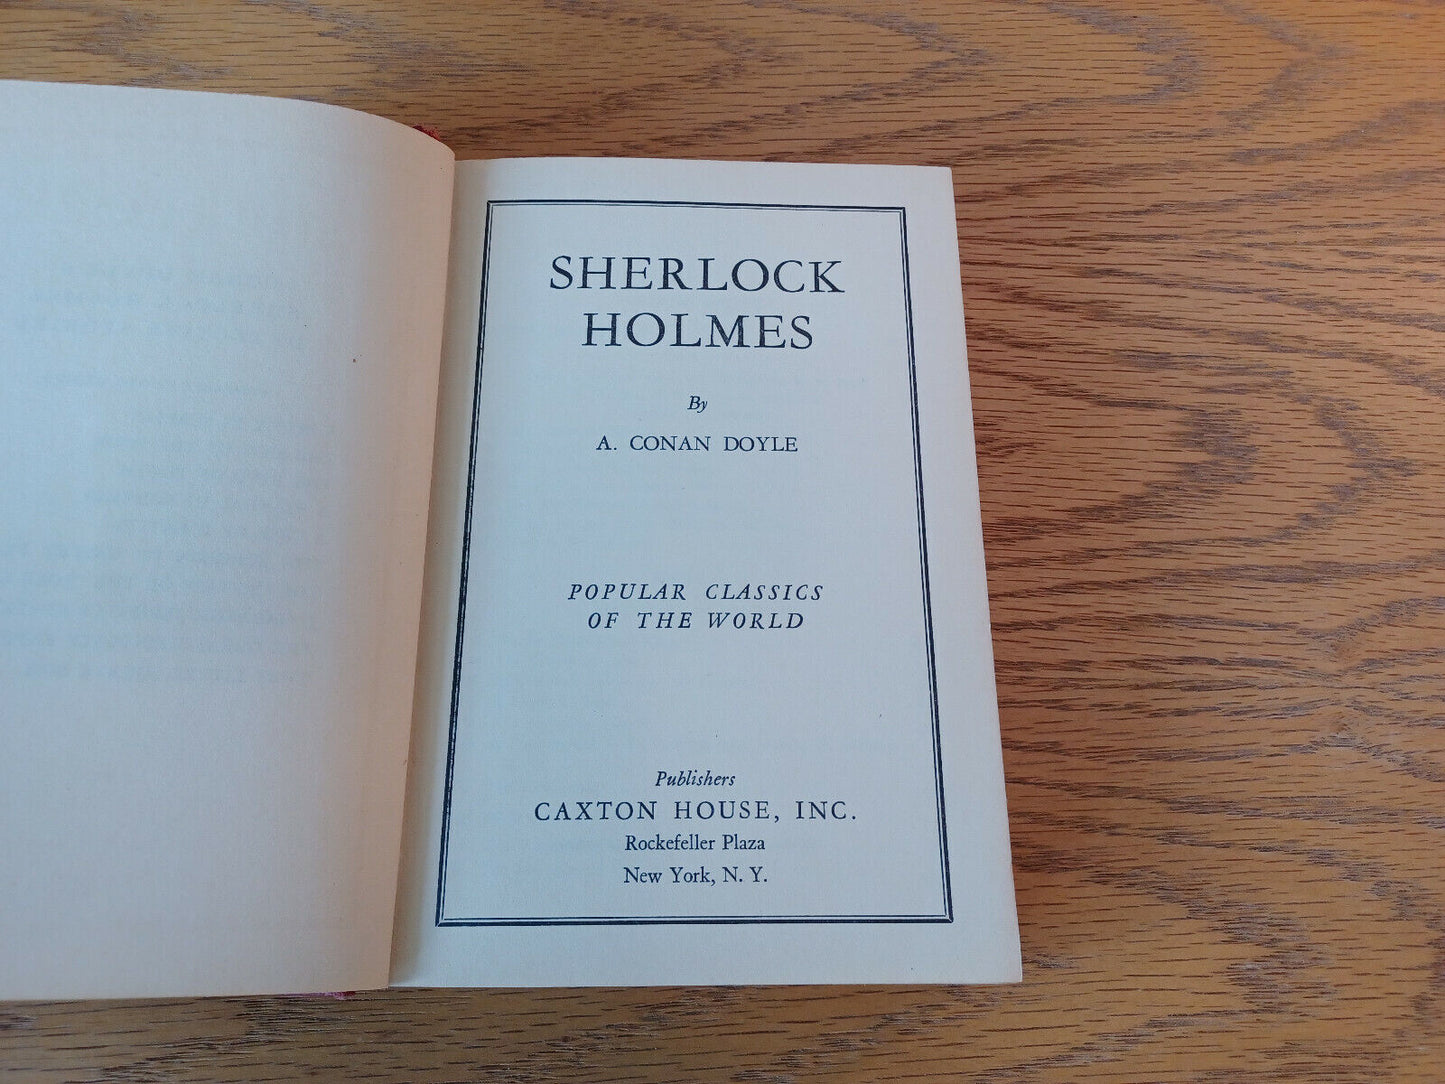 SHERLOCK
HOLMES
By
A. CONAN DOYLE
POPULAR CLASSICS
OF THE WORLD
Publishers
CAXTON HOUSE, INC.
Rockefeller Plaza
New York, N. Y.